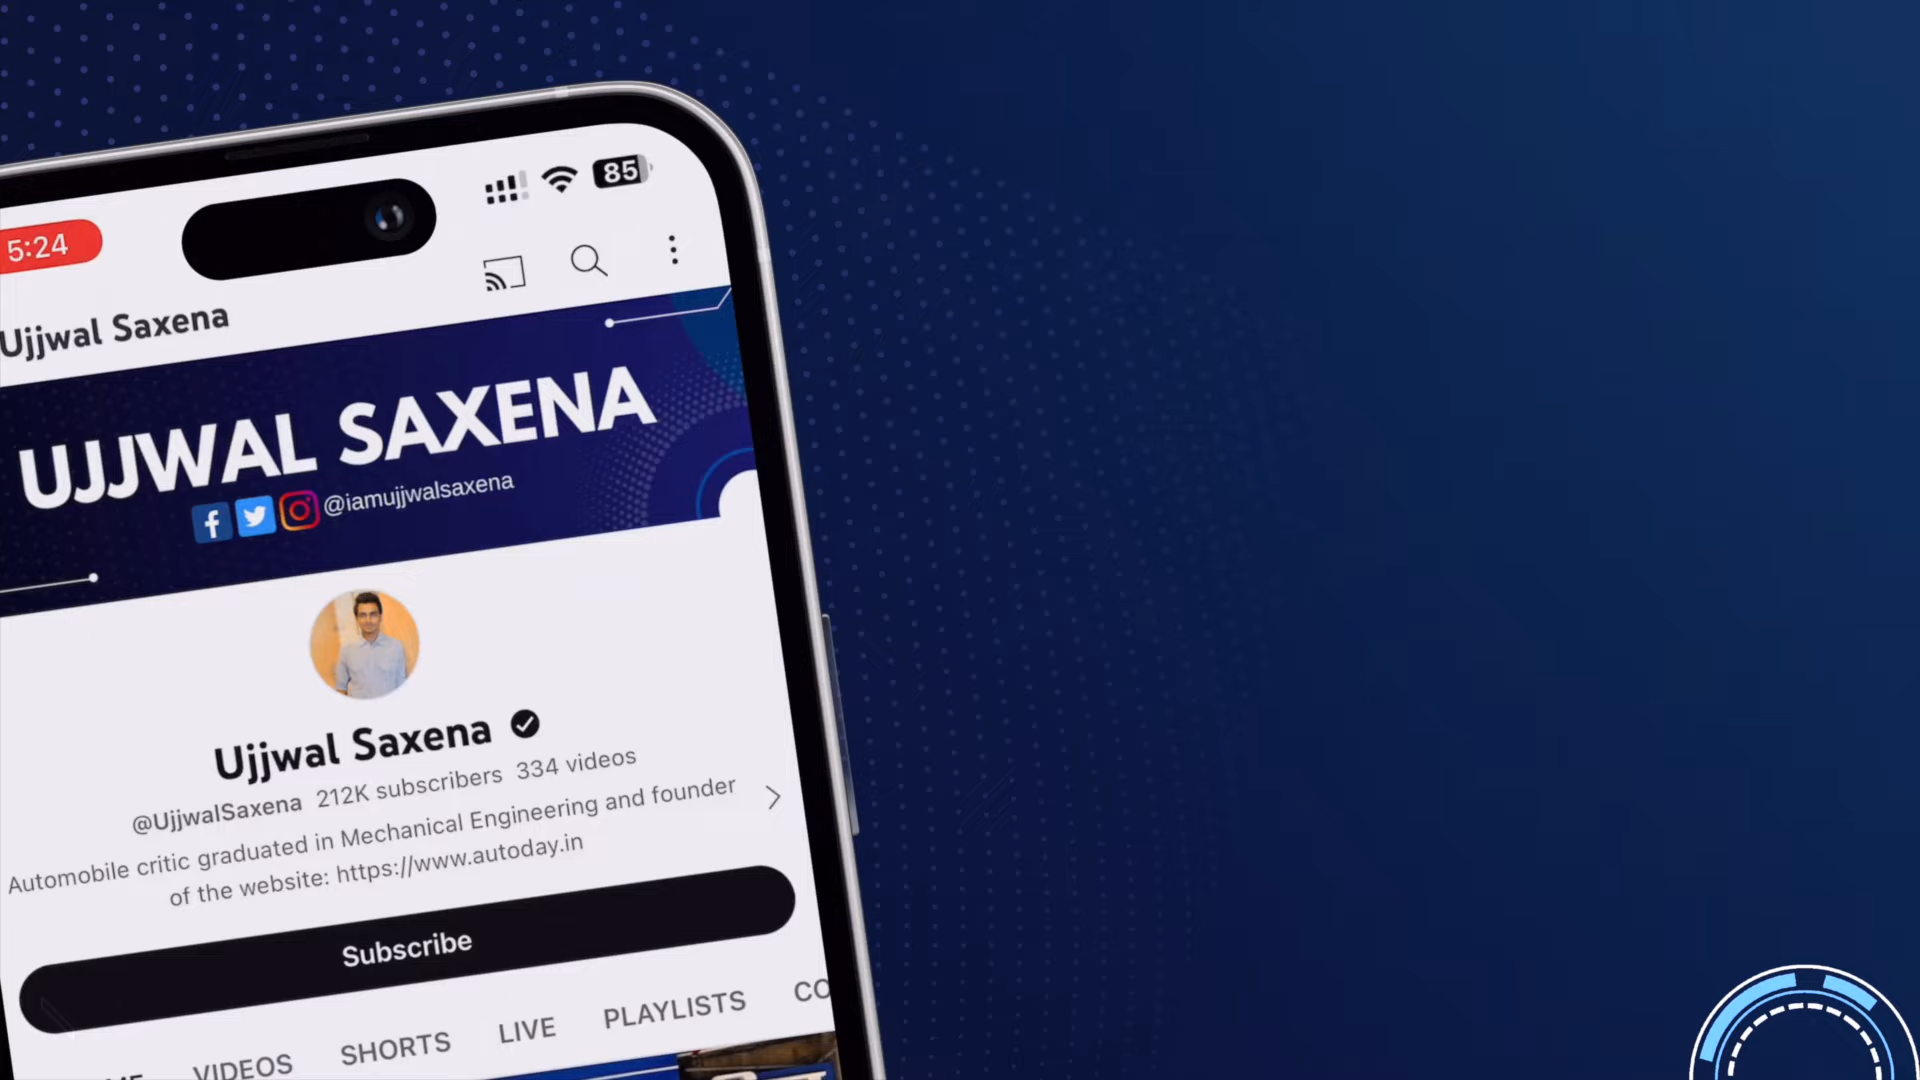 5:24
85
Ujjwal Saxena
UJJWAL SAXENA
@iamujjwalsaxena
Ujjwal Saxena
@UjjwalSaxena 212K subscribers 334 videos
Automobile critic graduated in Mechanical Engineering and founder
of the website: https://www.autoday.in
Subscribe
VIDEOS SHORTS LIVE PLAYLISTS CO